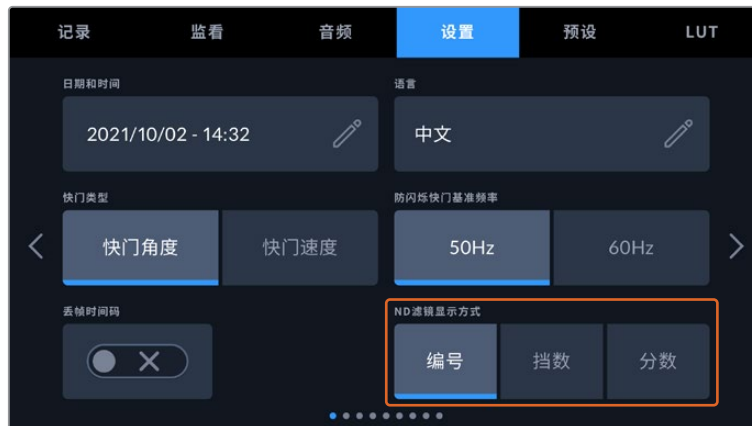 记录 监看 音频 设置 预设 LUT
日期和时间 语言
2021/10/02 - 14:32 中文
快门类型 防闪烁快门基准频率
快门角度 快门速度 50Hz 60Hz
丢帧时间码 ND滤镜显示方式
编号 挡数 分数